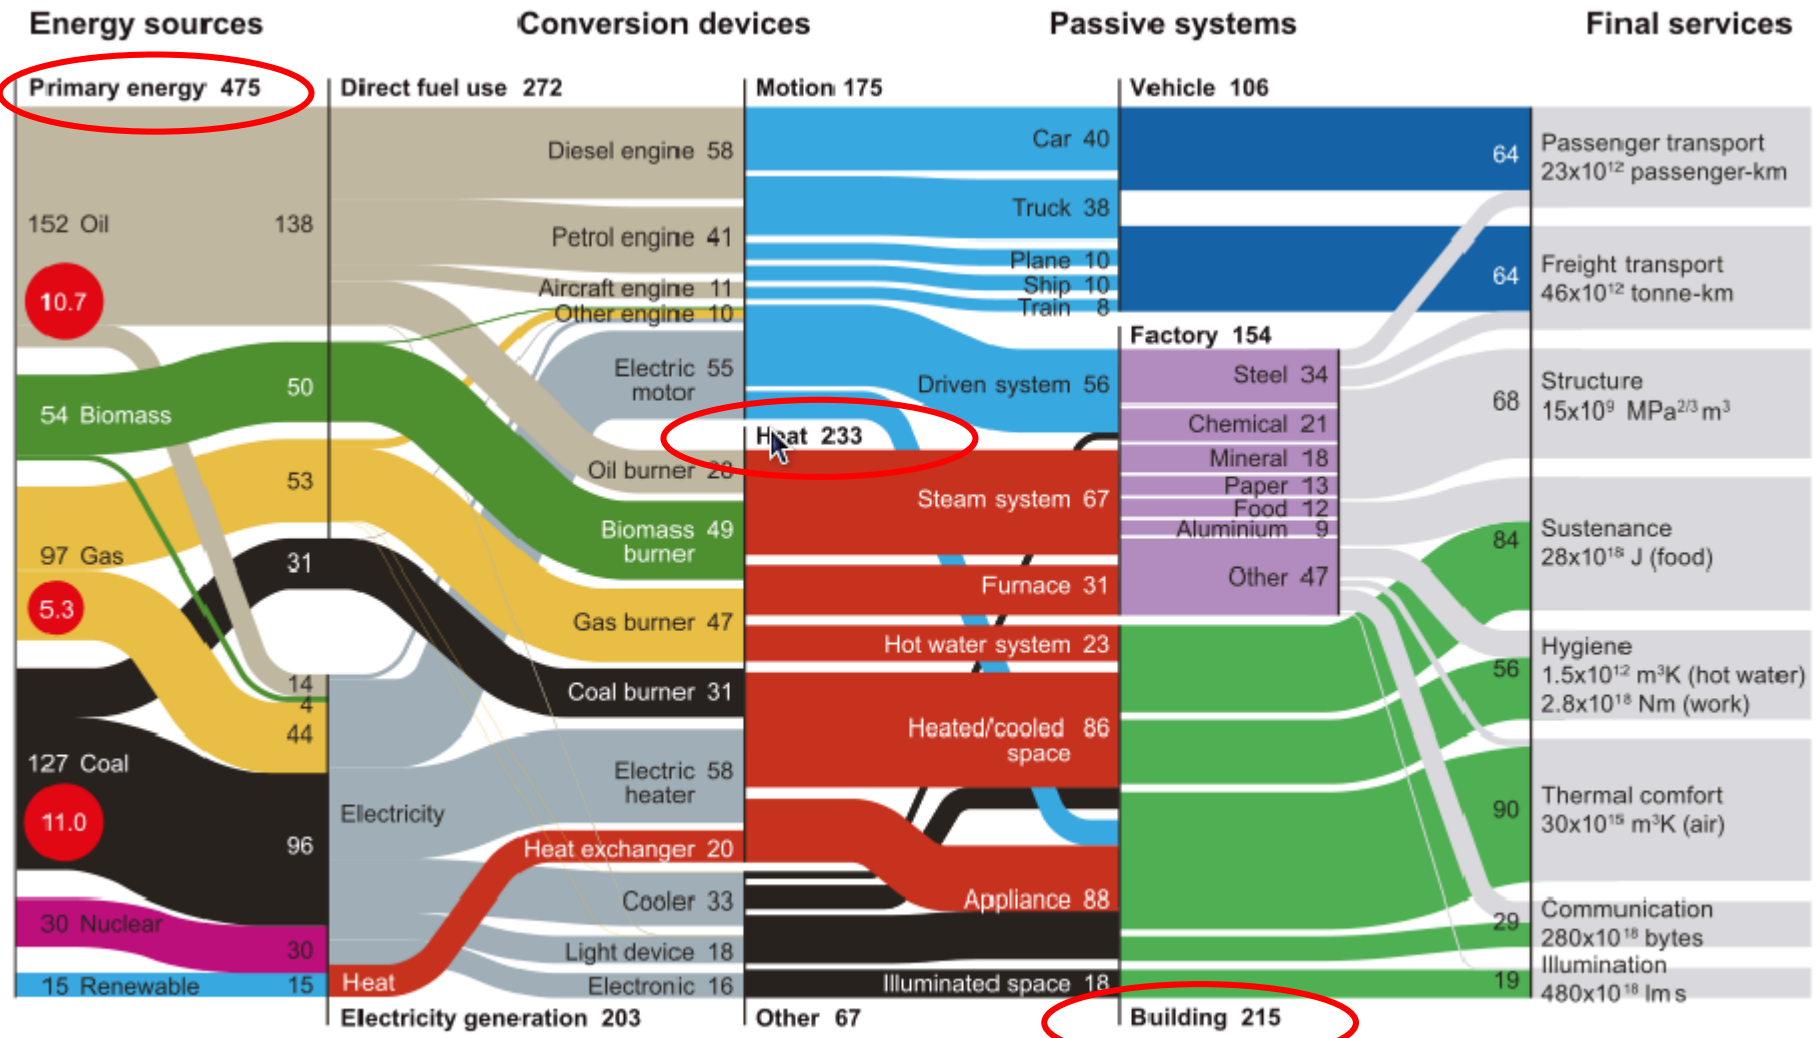 Energy sources
Conversion devices
Passive systems
Final services
Primary energy 475
Direct fuel use 272
Motion 175
Vehicle 106
152 Oil
138
10.7
54 Biomass
50
97 Gas
53
5.3
31
14
4
44
127 Coal
11.0
96
30 Nuclear
30
15 Renewable
15
Diesel engine 58
Petrol engine 41
Aircraft engine 11
Other engine 10
Electric 55
motor
Oil burner 28
Biomass 49
burner
Gas burner 47
Coal burner 31
Electricity
Electric 58
heater
Heat exchanger 20
Cooler 33
Light device 18
Heat
Electronic 16
Electricity generation 203
Car 40
Truck 38
Plane 10
Ship 10
Train 8
Driven system 56
Heat 233
Steam system 67
Furnace 31
Hot water system 23
Heated/cooled 86
space
Appliance 88
Illuminated space 18
Other 67
64
64
Factory 154
Steel 34
Chemical 21
Mineral 18
Paper 13
Food 12
Aluminium 9
Other 47
68
84
56
90
29
19
Building 215
Passenger transport
23x10¹² passenger-km
Freight transport
46x10¹² tonne-km
Structure
15x10⁹ MPa²/³m³
Sustenance
28x10¹⁸ J (food)
Hygiene
1.5x10¹² m³K (hot water)
2.8x10¹⁸ Nm (work)
Thermal comfort
30x10¹⁵ m³K (air)
Communication
280x10¹⁸ bytes
Illumination
480x10¹⁸ lm s